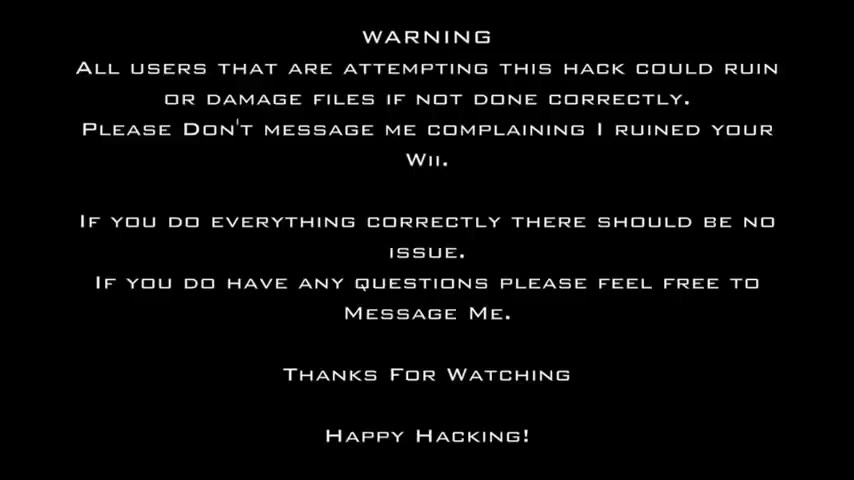 WARNING
All users that are attempting this hack could ruin
or damage files if not done correctly.
Please Don't message me complaining I ruined your
Wii.
If you do everything correctly there should be no
issue.
If you do have any questions please feel free to
Message Me.
Thanks For Watching
Happy Hacking!